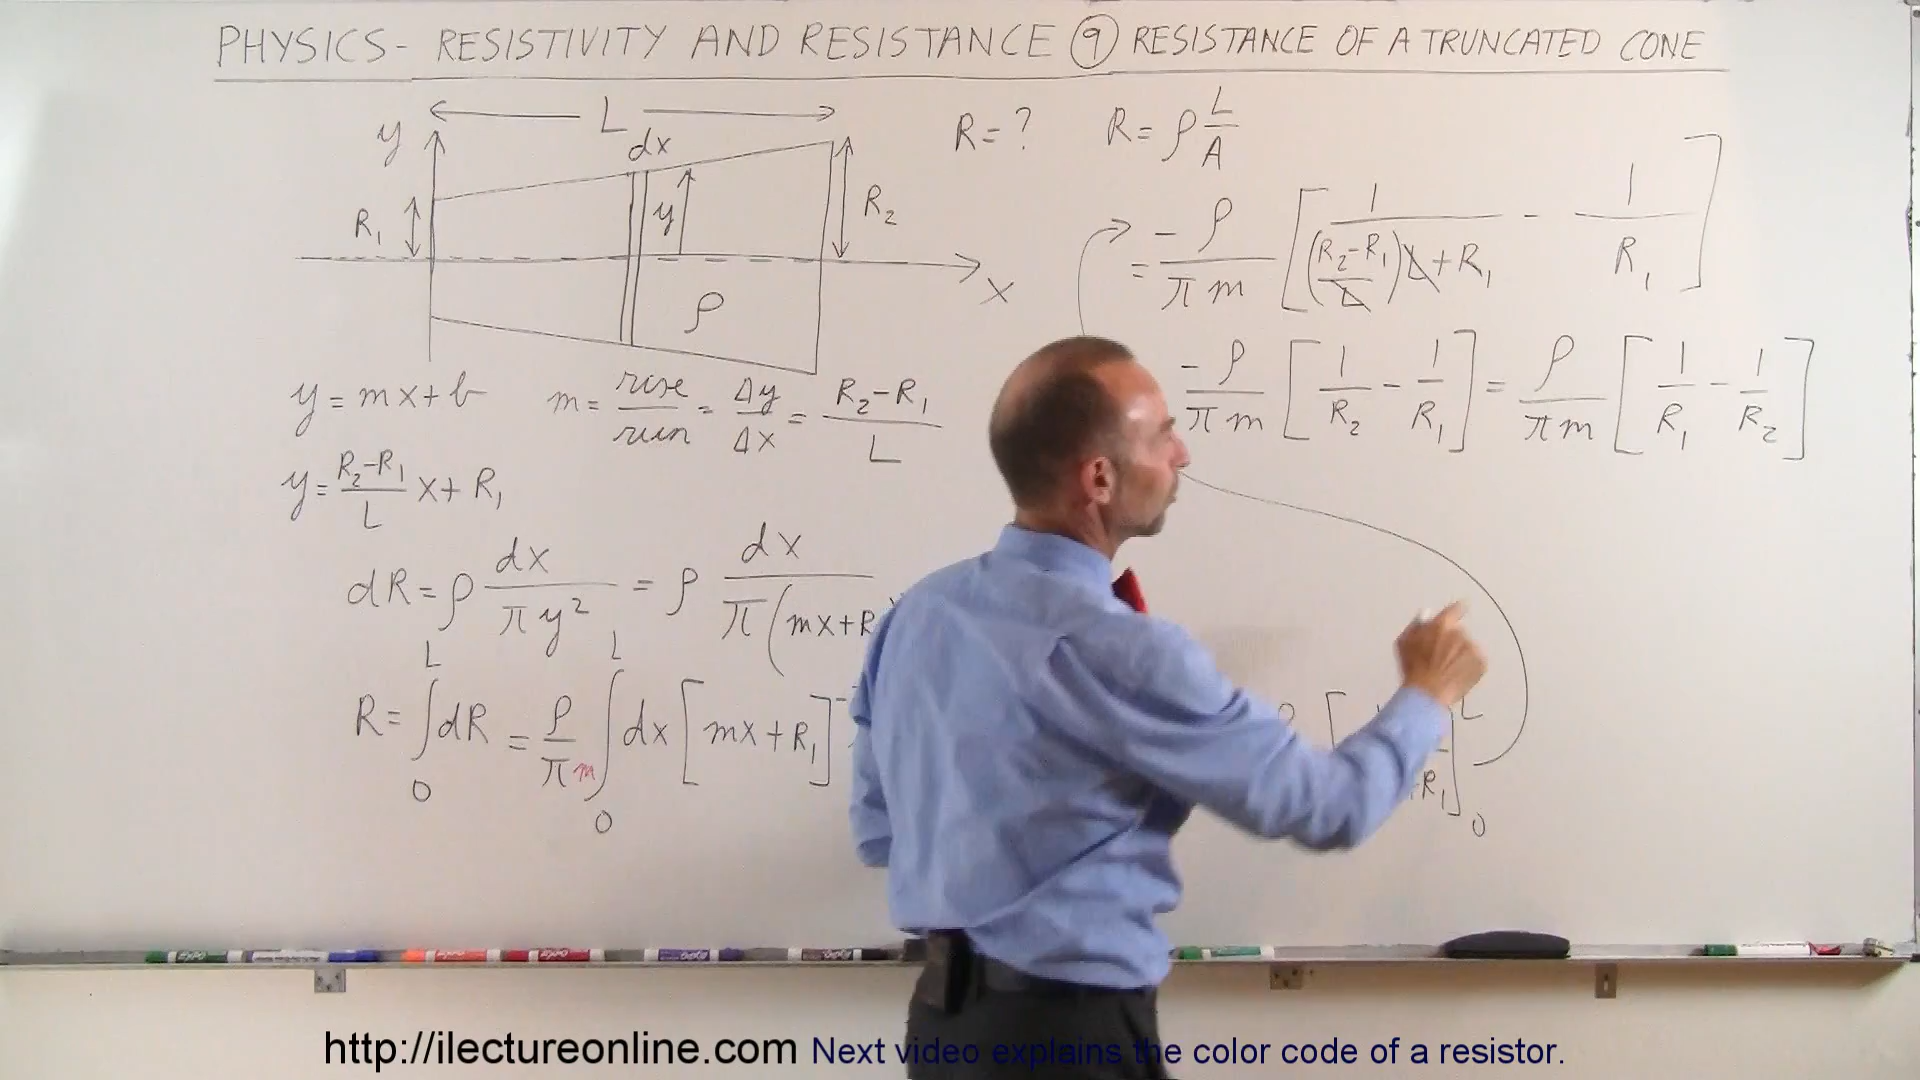 PHYSICS - RESISTIVITY AND RESISTANCE ⑨ RESISTANCE OF A TRUNCATED CONE
y L dx R₁ y R₂ ρ x
R = ? R = ρ L/A
= -ρ/(πm) [ 1/(((R₂-R₁)/L)L + R₁) - 1/R₁ ]
-ρ/(πm) [ 1/R₂ - 1/R₁ ] = ρ/(πm) [ 1/R₁ - 1/R₂ ]
y = mx + b m = rise/run = Δy/Δx = (R₂-R₁)/L
y = (R₂-R₁)/L x + R₁
dR = ρ dx/(πy²) = ρ dx/(π(mx+R
R = ∫₀ᴸ dR = ρ/(πm) ∫₀ᴸ dx [mx + R₁]⁻
R₁]₀ᴸ
EXPO
http://ilectureonline.com Next video explains the color code of a resistor.